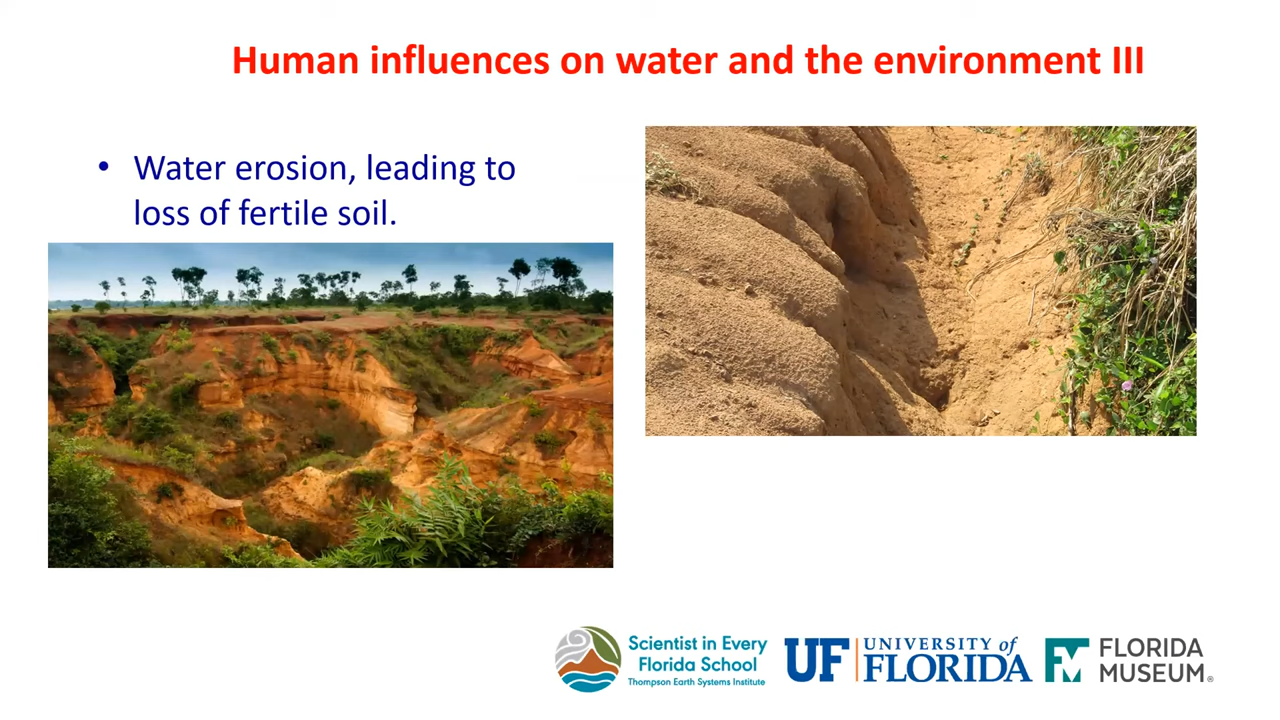 Human influences on water and the environment III
• Water erosion, leading to
loss of fertile soil.
Scientist in Every
Florida School
Thompson Earth Systems Institute
UF
UNIVERSITY of
FLORIDA
FM
FLORIDA
MUSEUM®